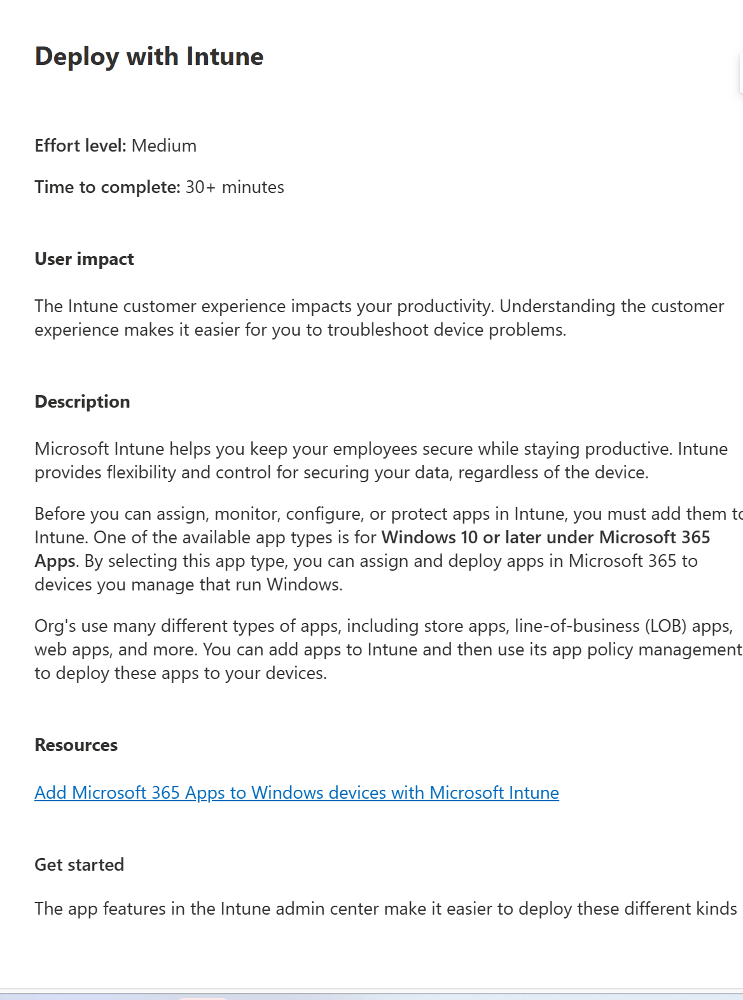 Deploy with Intune
Effort level: Medium
Time to complete: 30+ minutes
User impact
The Intune customer experience impacts your productivity. Understanding the customer
experience makes it easier for you to troubleshoot device problems.
Description
Microsoft Intune helps you keep your employees secure while staying productive. Intune
provides flexibility and control for securing your data, regardless of the device.
Before you can assign, monitor, configure, or protect apps in Intune, you must add them to
Intune. One of the available app types is for Windows 10 or later under Microsoft 365
Apps. By selecting this app type, you can assign and deploy apps in Microsoft 365 to
devices you manage that run Windows.
Org's use many different types of apps, including store apps, line-of-business (LOB) apps,
web apps, and more. You can add apps to Intune and then use its app policy management
to deploy these apps to your devices.
Resources
Add Microsoft 365 Apps to Windows devices with Microsoft Intune
Get started
The app features in the Intune admin center make it easier to deploy these different kinds